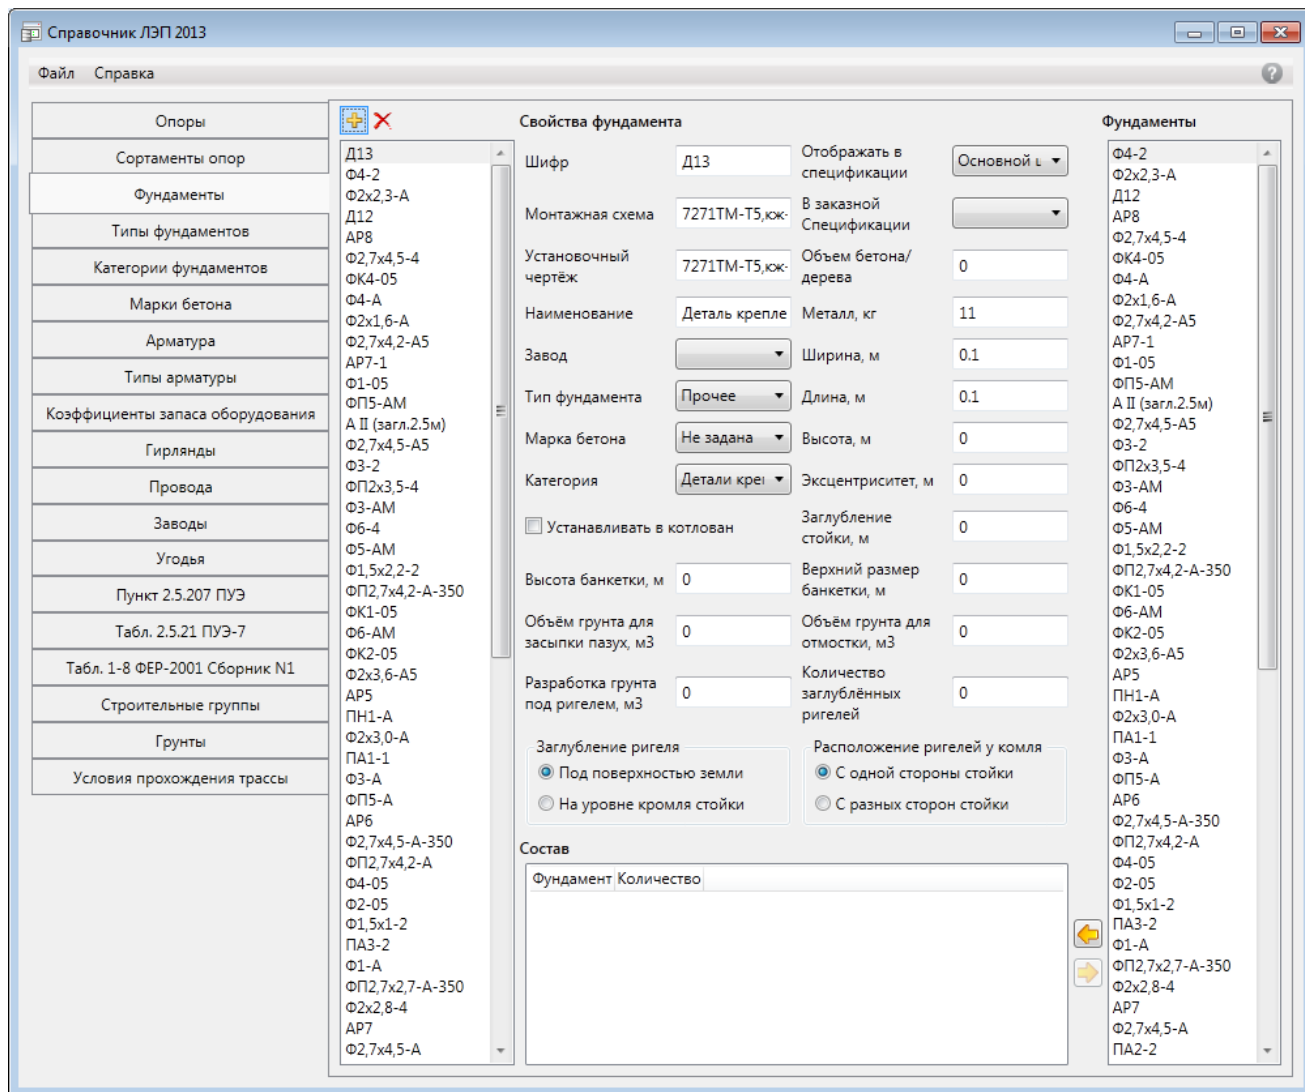 Справочник ЛЭП 2013
Файл Справка
Опоры
Сортаменты опор
Фундаменты
Типы фундаментов
Категории фундаментов
Марки бетона
Арматура
Типы арматуры
Коэффициенты запаса оборудования
Гирлянды
Провода
Заводы
Угодья
Пункт 2.5.207 ПУЭ
Табл. 2.5.21 ПУЭ-7
Табл. 1-8 ФЕР-2001 Сборник N1
Строительные группы
Грунты
Условия прохождения трассы
Д13
Ф4-2
Ф2х2,3-А
Д12
АР8
Ф2,7х4,5-4
ФК4-05
Ф4-А
Ф2х1,6-А
Ф2,7х4,2-А5
АР7-1
Ф1-05
ФП5-АМ
А II (загл.2.5м)
Ф2,7х4,5-А5
Ф3-2
ФП2х3,5-4
Ф3-АМ
Ф6-4
Ф5-АМ
Ф1,5х2,2-2
ФП2,7х4,2-А-350
ФК1-05
Ф6-АМ
ФК2-05
Ф2х3,6-А5
АР5
ПН1-А
Ф2х3,0-А
ПА1-1
Ф3-А
ФП5-А
АР6
Ф2,7х4,5-А-350
ФП2,7х4,2-А
Ф4-05
Ф2-05
Ф1,5х1-2
ПА3-2
Ф1-А
ФП2,7х2,7-А-350
Ф2х2,8-4
АР7
Ф2,7х4,5-А
Свойства фундамента
Шифр
Д13
Отображать в
спецификации
Основной
Монтажная схема
7271ТМ-Т5,кж-
В заказной
Спецификации
Установочный
чертёж
7271ТМ-Т5,кж-
Объем бетона/
дерева
0
Наименование
Деталь крепле
Металл, кг
11
Завод
Ширина, м
0.1
Тип фундамента
Прочее
Длина, м
0.1
Марка бетона
Не задана
Высота, м
0
Категория
Детали кре
Эксцентриситет, м
0
Устанавливать в котлован
Заглубление
стойки, м
0
Высота банкетки, м
0
Верхний размер
банкетки, м
0
Объём грунта для
засыпки пазух, м3
0
Объём грунта для
отмостки, м3
0
Разработка грунта
под ригелем, м3
0
Количество
заглублённых
ригелей
0
Заглубление ригеля
Под поверхностью земли
На уровне кромля стойки
Расположение ригелей у комля
С одной стороны стойки
С разных сторон стойки
Состав
Фундамент Количество
Фундаменты
Ф4-2
Ф2х2,3-А
Д12
АР8
Ф2,7х4,5-4
ФК4-05
Ф4-А
Ф2х1,6-А
Ф2,7х4,2-А5
АР7-1
Ф1-05
ФП5-АМ
А II (загл.2.5м)
Ф2,7х4,5-А5
Ф3-2
ФП2х3,5-4
Ф3-АМ
Ф6-4
Ф5-АМ
Ф1,5х2,2-2
ФП2,7х4,2-А-350
ФК1-05
Ф6-АМ
ФК2-05
Ф2х3,6-А5
АР5
ПН1-А
Ф2х3,0-А
ПА1-1
Ф3-А
ФП5-А
АР6
Ф2,7х4,5-А-350
ФП2,7х4,2-А
Ф4-05
Ф2-05
Ф1,5х1-2
ПА3-2
Ф1-А
ФП2,7х2,7-А-350
Ф2х2,8-4
АР7
Ф2,7х4,5-А
ПА2-2